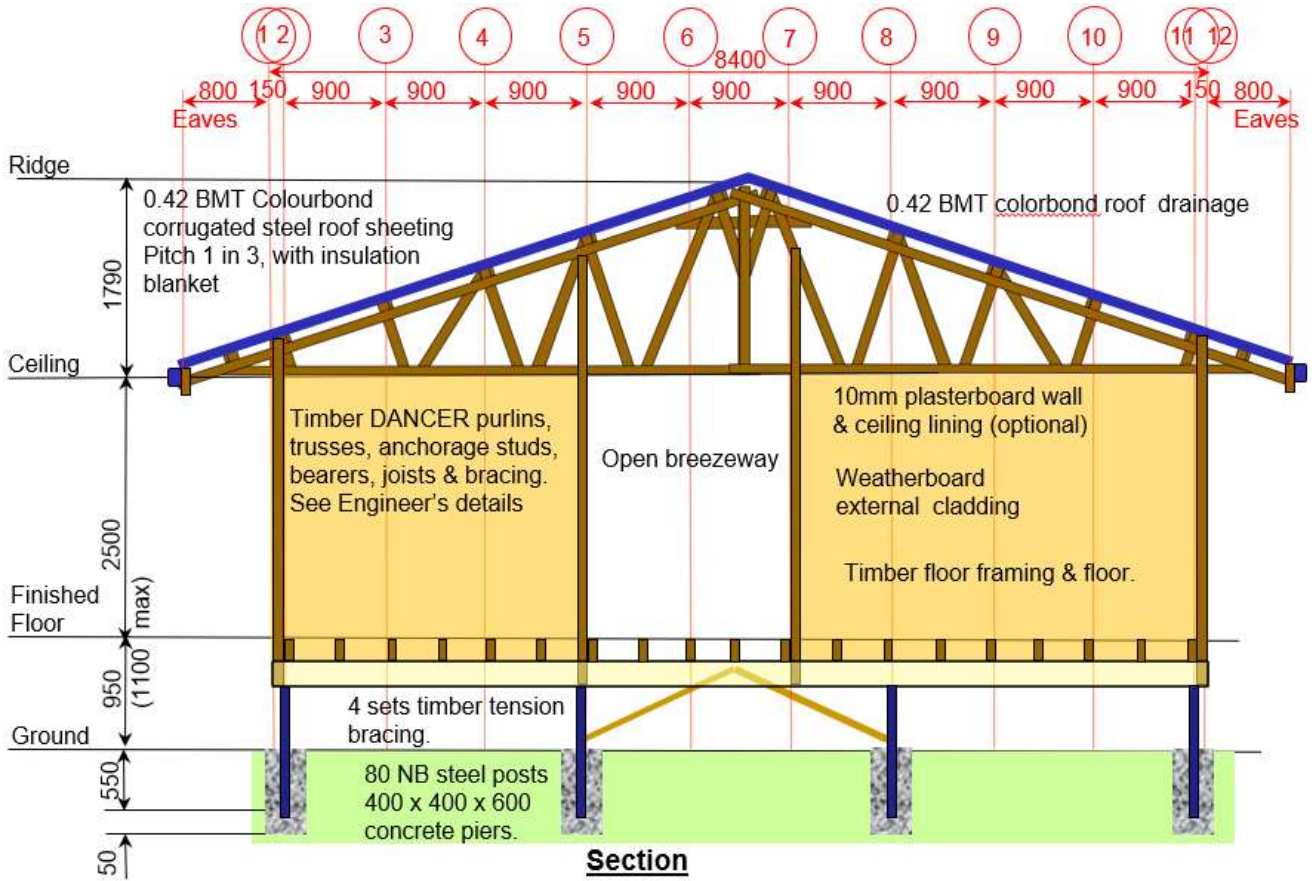 1 2 3 4 5 6 7 8 9 10 11 12
8400
800 150 900 900 900 900 900 900 900 900 900 150 800
Eaves
Eaves
Ridge
0.42 BMT Colourbond
corrugated steel roof sheeting
Pitch 1 in 3, with insulation
blanket
0.42 BMT colorbond roof drainage
1790
Ceiling
Timber DANCER purlins,
trusses, anchorage studs,
bearers, joists & bracing.
See Engineer's details
Open breezeway
10mm plasterboard wall
& ceiling lining (optional)
Weatherboard
external cladding
Timber floor framing & floor.
2500
Finished
Floor
950
(1100 max)
4 sets timber tension
bracing.
Ground
550
80 NB steel posts
400 x 400 x 600
concrete piers.
50
Section